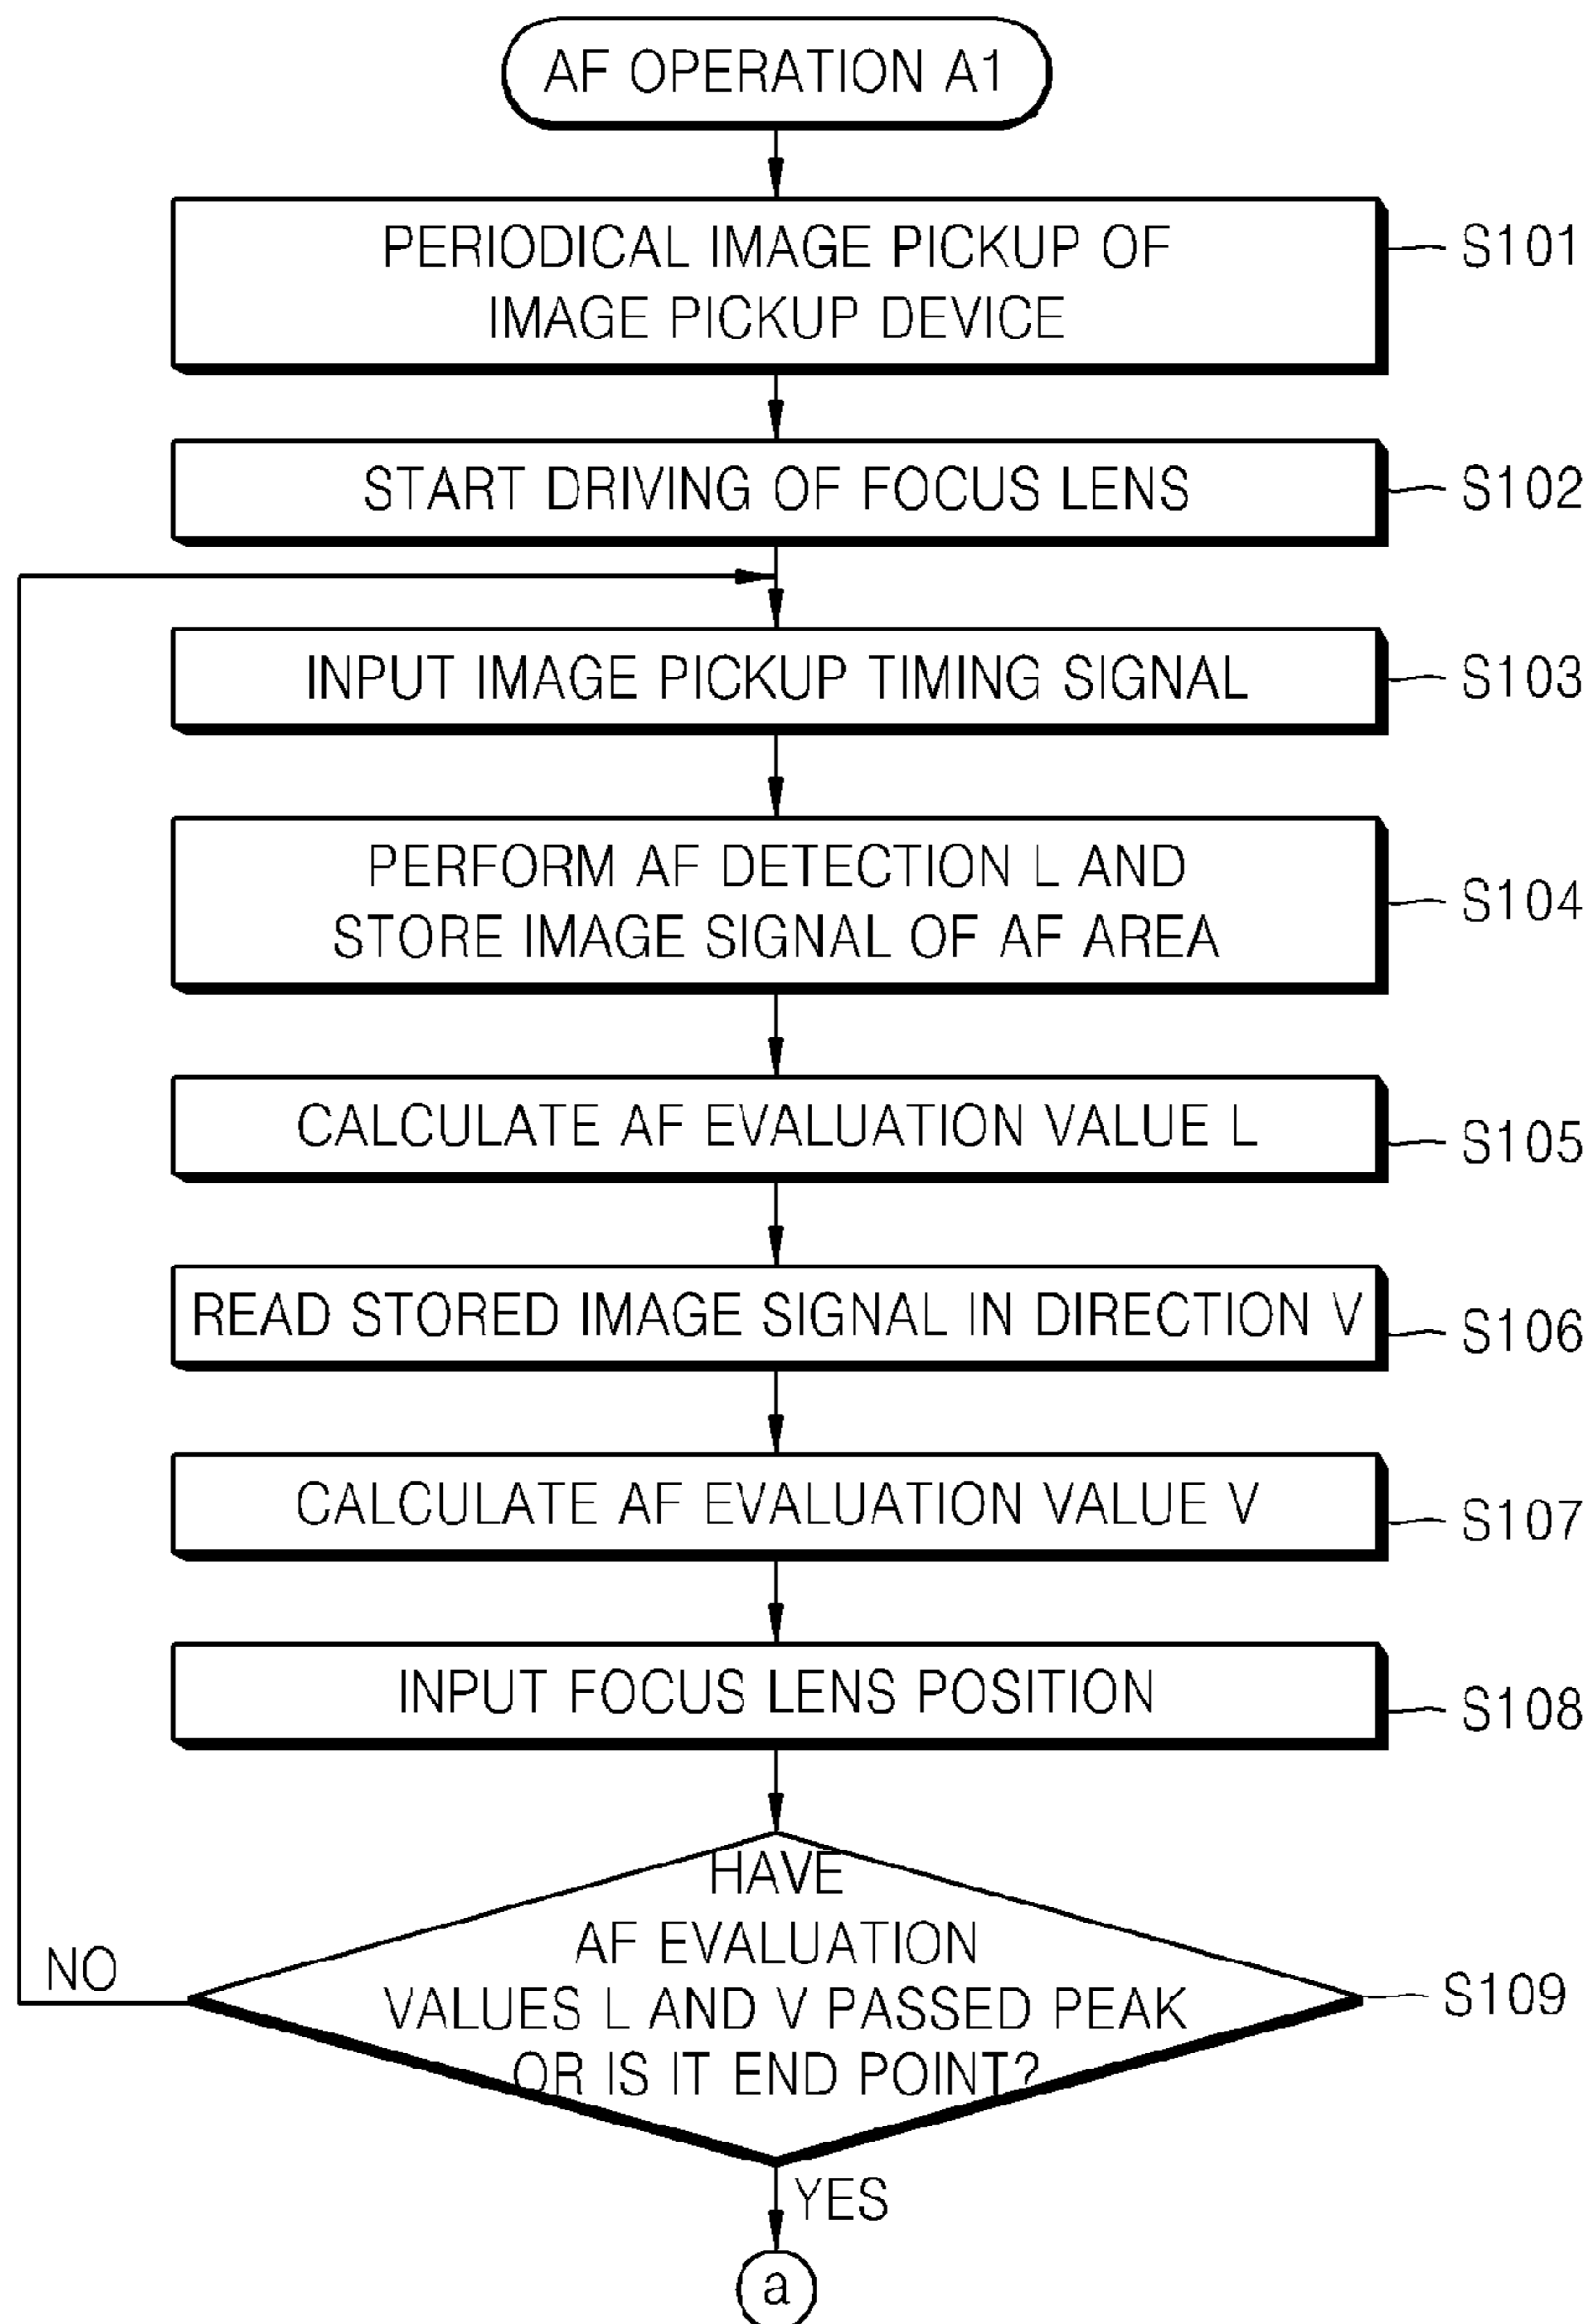 AF OPERATION A1
PERIODICAL IMAGE PICKUP OF
IMAGE PICKUP DEVICE
S101
START DRIVING OF FOCUS LENS
S102
INPUT IMAGE PICKUP TIMING SIGNAL
S103
PERFORM AF DETECTION L AND
STORE IMAGE SIGNAL OF AF AREA
S104
CALCULATE AF EVALUATION VALUE L
S105
READ STORED IMAGE SIGNAL IN DIRECTION V
S106
CALCULATE AF EVALUATION VALUE V
S107
INPUT FOCUS LENS POSITION
S108
HAVE
AF EVALUATION
VALUES L AND V PASSED PEAK
OR IS IT END POINT?
NO
S109
YES
a